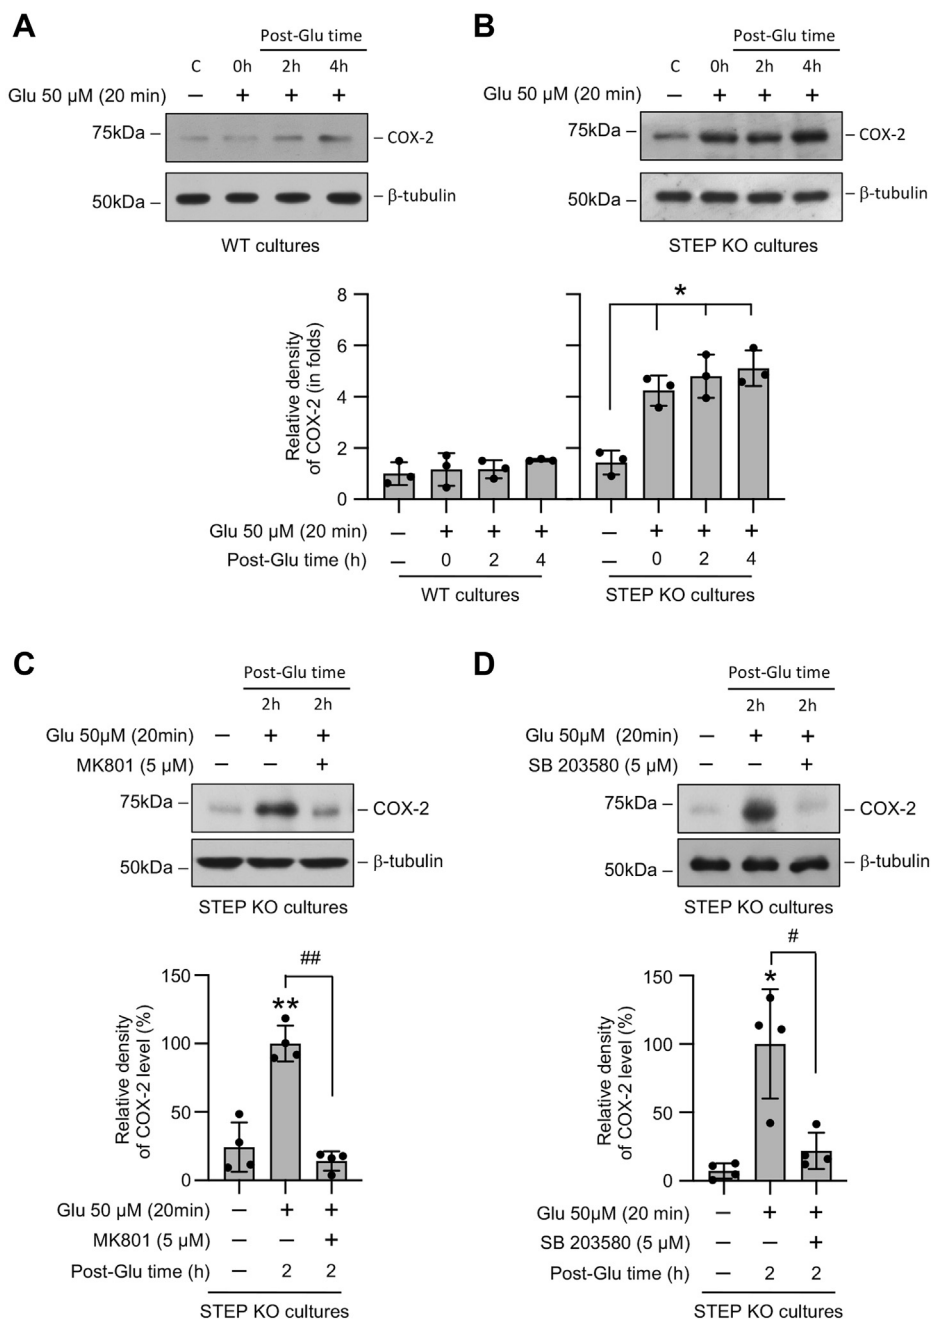 A
Post-Glu time
C 0h 2h 4h
Glu 50 μM (20 min) – + + +
75kDa – – COX-2
50kDa – – β-tubulin
WT cultures
B
Post-Glu time
C 0h 2h 4h
Glu 50 μM (20 min) – + + +
75kDa – – COX-2
50kDa – – β-tubulin
STEP KO cultures
Relative density
of COX-2 (in folds)
8
6
4
2
0
*
Glu 50 μM (20 min) – + + + – + + +
Post-Glu time (h) – 0 2 4 – 0 2 4
WT cultures STEP KO cultures
C
Post-Glu time
2h 2h
Glu 50μM (20min) – + +
MK801 (5 μM) – – +
75kDa – – COX-2
50kDa – – β-tubulin
STEP KO cultures
Relative density
of COX-2 level (%)
150
100
50
0
##
**
Glu 50 μM (20min) – + +
MK801 (5 μM) – – +
Post-Glu time (h) – 2 2
STEP KO cultures
D
Post-Glu time
2h 2h
Glu 50μM (20min) – + +
SB 203580 (5 μM) – – +
75kDa – – COX-2
50kDa – – β-tubulin
STEP KO cultures
Relative density
of COX-2 level (%)
150
100
50
0
#
*
Glu 50μM (20 min) – + +
SB 203580 (5 μM) – – +
Post-Glu time (h) – 2 2
STEP KO cultures